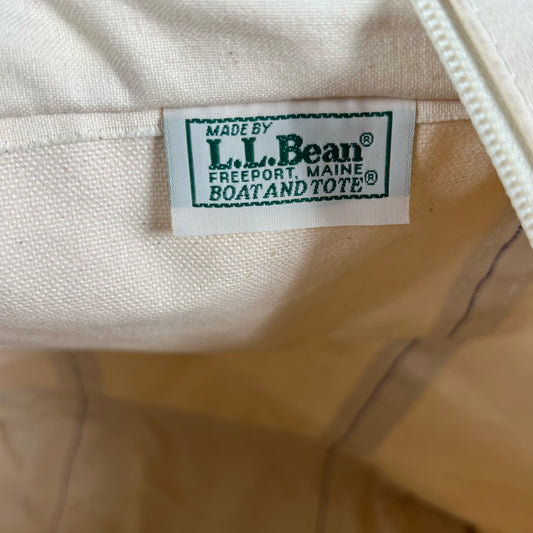 MADE BY
L.L.Bean®
FREEPORT, MAINE
BOAT AND TOTE®